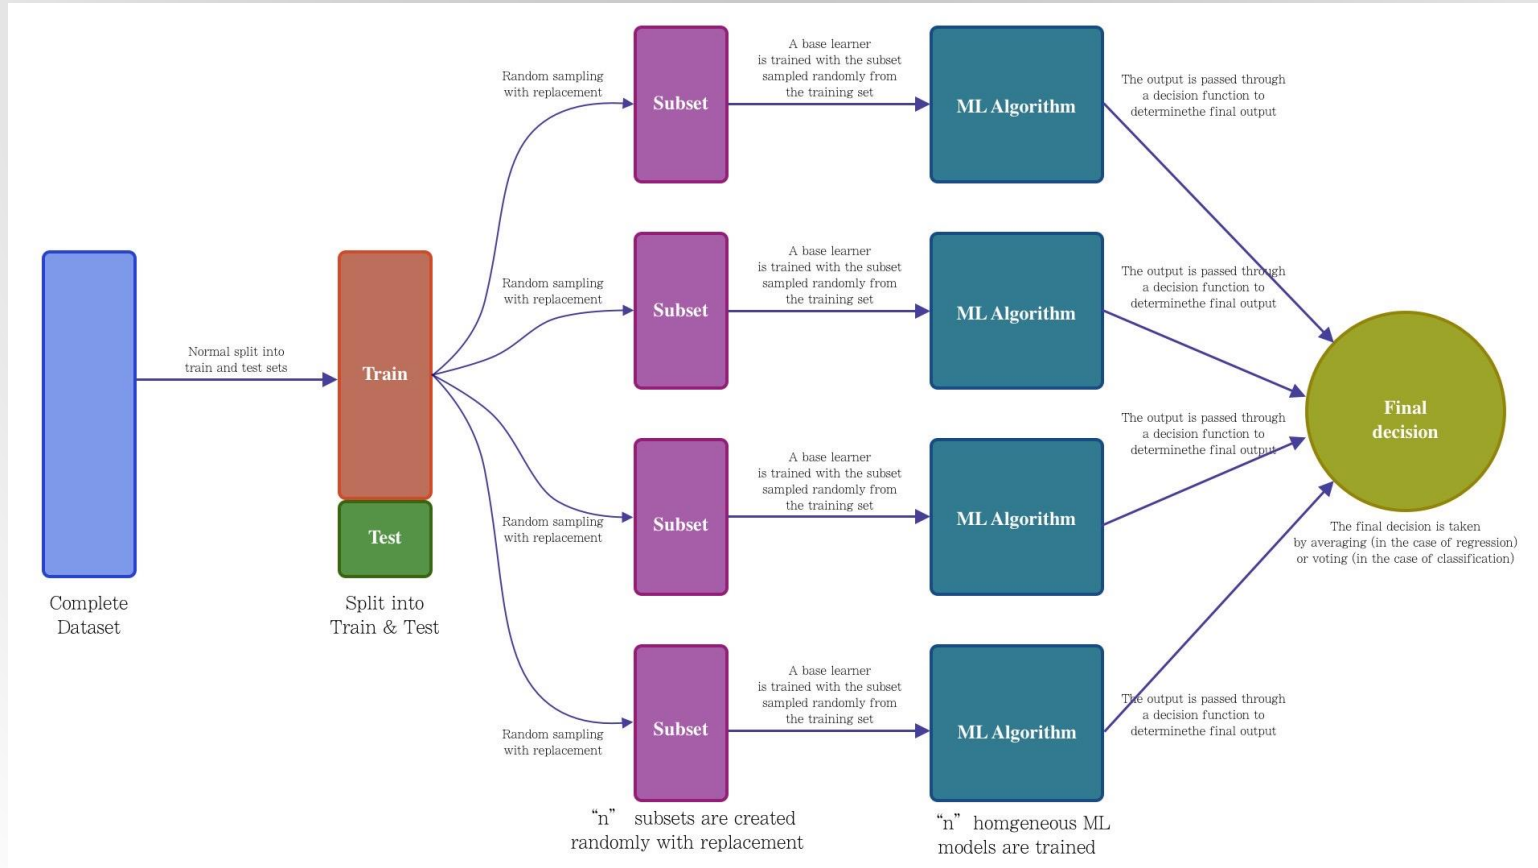 Complete
Dataset
Normal split into
train and test sets
Train
Test
Split into
Train & Test
Random sampling
with replacement
Subset
A base learner
is trained with the subset
sampled randomly from
the training set
ML Algorithm
The output is passed through
a decision function to
determinethe final output
Random sampling
with replacement
Subset
A base learner
is trained with the subset
sampled randomly from
the training set
ML Algorithm
The output is passed through
a decision function to
determinethe final output
Random sampling
with replacement
Subset
A base learner
is trained with the subset
sampled randomly from
the training set
ML Algorithm
The output is passed through
a decision function to
determinethe final output
Random sampling
with replacement
Subset
A base learner
is trained with the subset
sampled randomly from
the training set
ML Algorithm
The output is passed through
a decision function to
determinethe final output
“n” subsets are created
randomly with replacement
“n” homgeneous ML
models are trained
Final
decision
The final decision is taken
by averaging (in the case of regression)
or voting (in the case of classification)